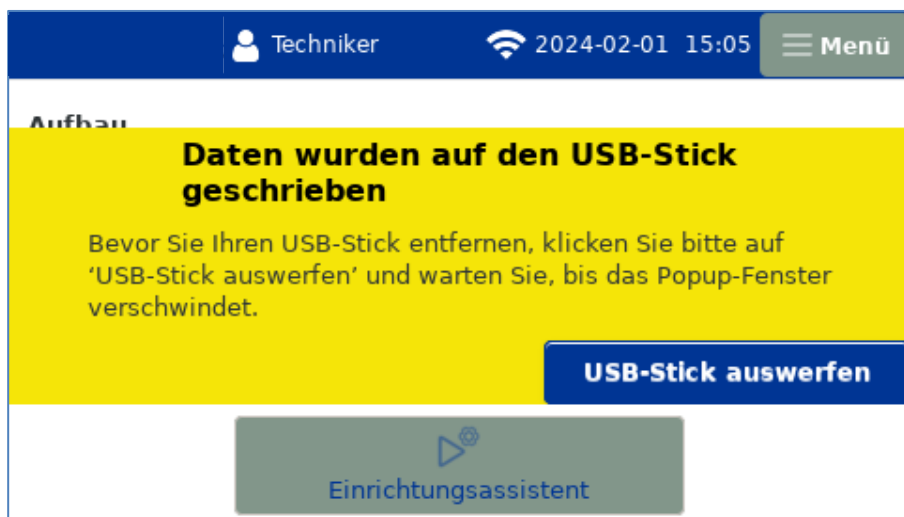 Techniker
2024-02-01 15:05
Menü
Aufbau
Daten wurden auf den USB-Stick
geschrieben
Bevor Sie Ihren USB-Stick entfernen, klicken Sie bitte auf
‘USB-Stick auswerfen’ und warten Sie, bis das Popup-Fenster
verschwindet.
USB-Stick auswerfen
Einrichtungsassistent